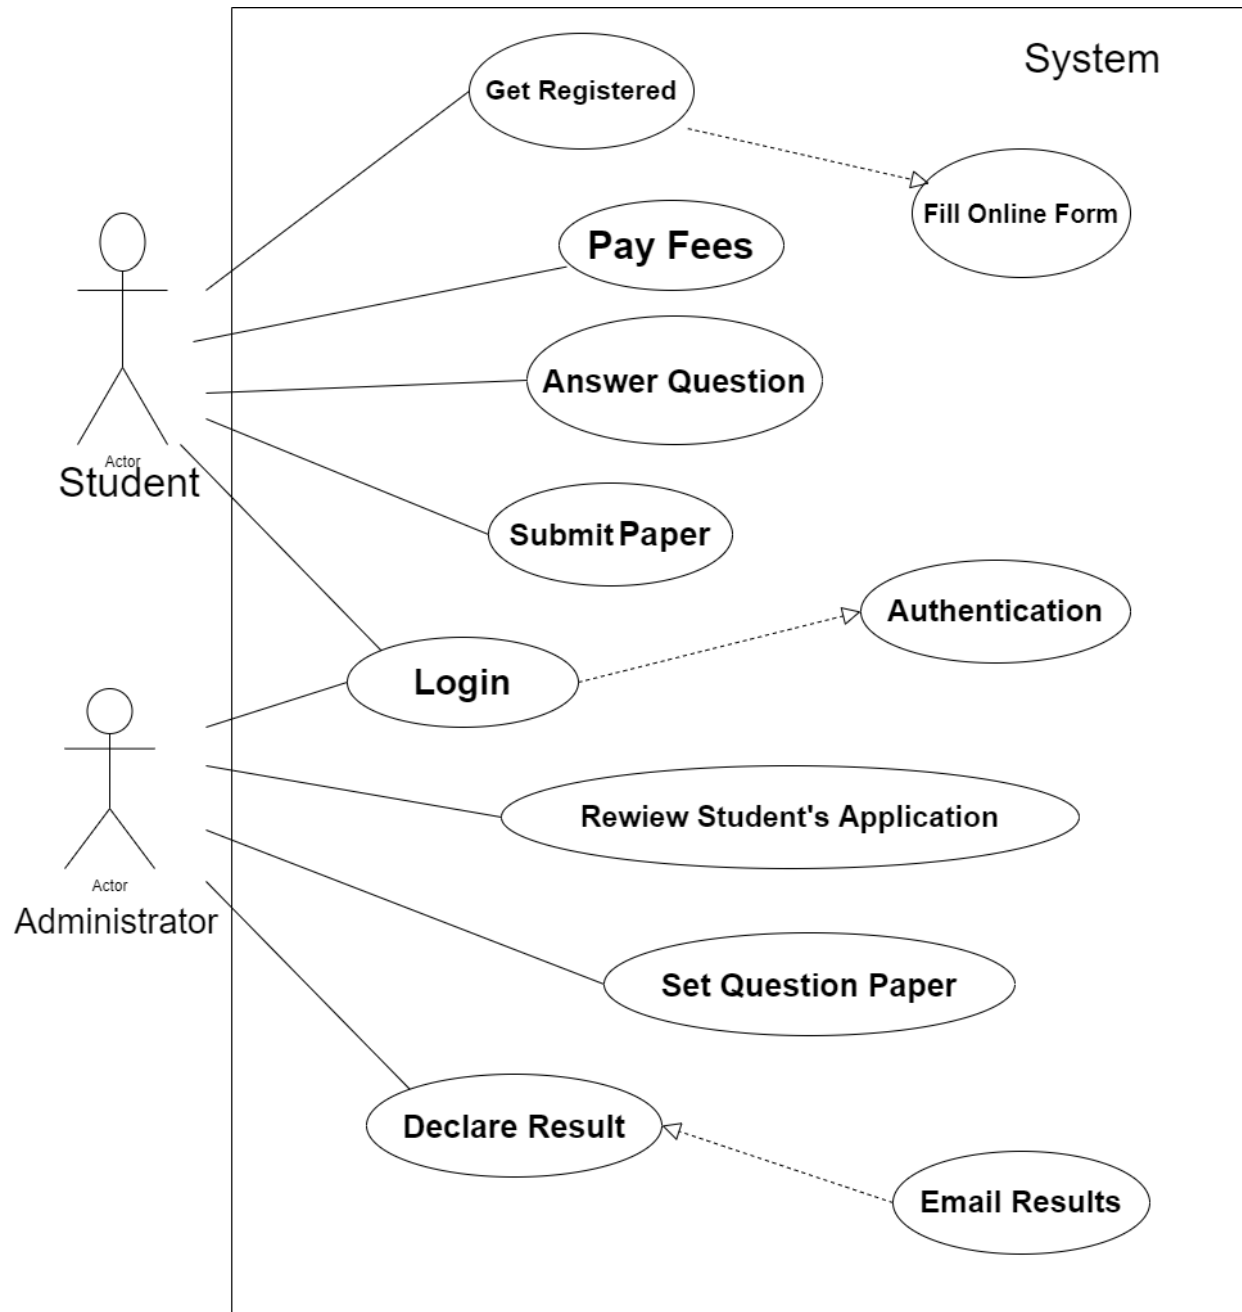 System
Get Registered
Fill Online Form
Pay Fees
Answer Question
Actor
Student
Submit Paper
Authentication
Login
Rewiew Student's Application
Actor
Administrator
Set Question Paper
Declare Result
Email Results